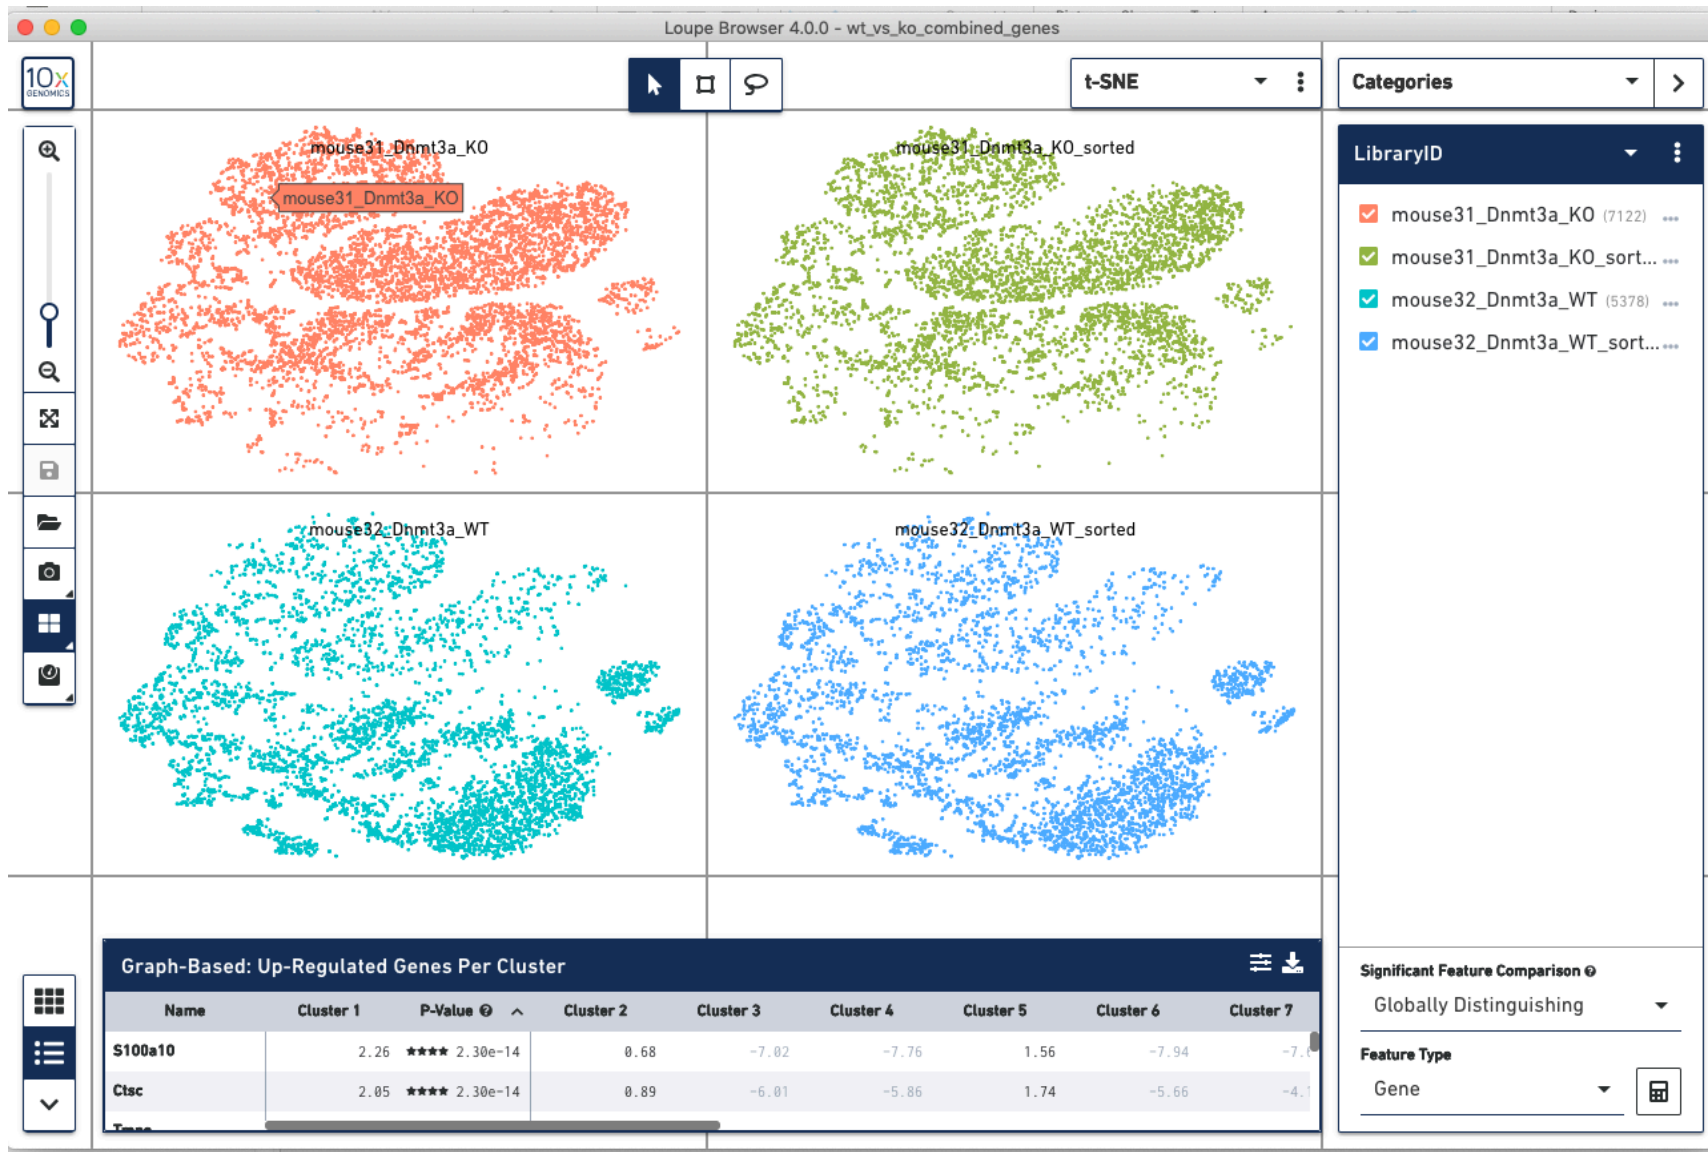 Loupe Browser 4.0.0 - wt_vs_ko_combined_genes
10x
GENOMICS
t-SNE
Categories
mouse31_Dnmt3a_KO
mouse31_Dnmt3a_KO
mouse31_Dnmt3a_KO_sorted
mouse32_Dnmt3a_WT
mouse32_Dnmt3a_WT_sorted
LibraryID
mouse31_Dnmt3a_KO (7122)
mouse31_Dnmt3a_KO_sort...
mouse32_Dnmt3a_WT (5378)
mouse32_Dnmt3a_WT_sort...
Graph-Based: Up-Regulated Genes Per Cluster
Name Cluster 1 P-Value Cluster 2 Cluster 3 Cluster 4 Cluster 5 Cluster 6 Cluster 7
S100a10 2.26 ★★★★ 2.30e-14 0.68 -7.02 -7.76 1.56 -7.94
Ctsc 2.05 ★★★★ 2.30e-14 0.89 -6.01 -5.86 1.74 -5.66
Significant Feature Comparison
Globally Distinguishing
Feature Type
Gene